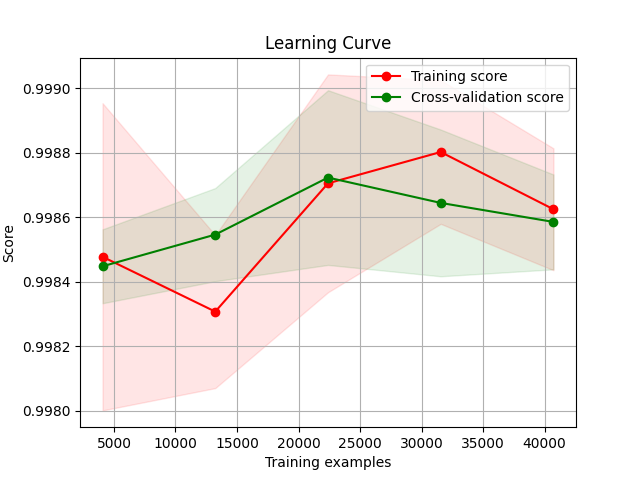 Learning Curve
Training score
Cross-validation score
0.9990
0.9988
0.9986
0.9984
0.9982
0.9980
Score
5000 10000 15000 20000 25000 30000 35000 40000
Training examples